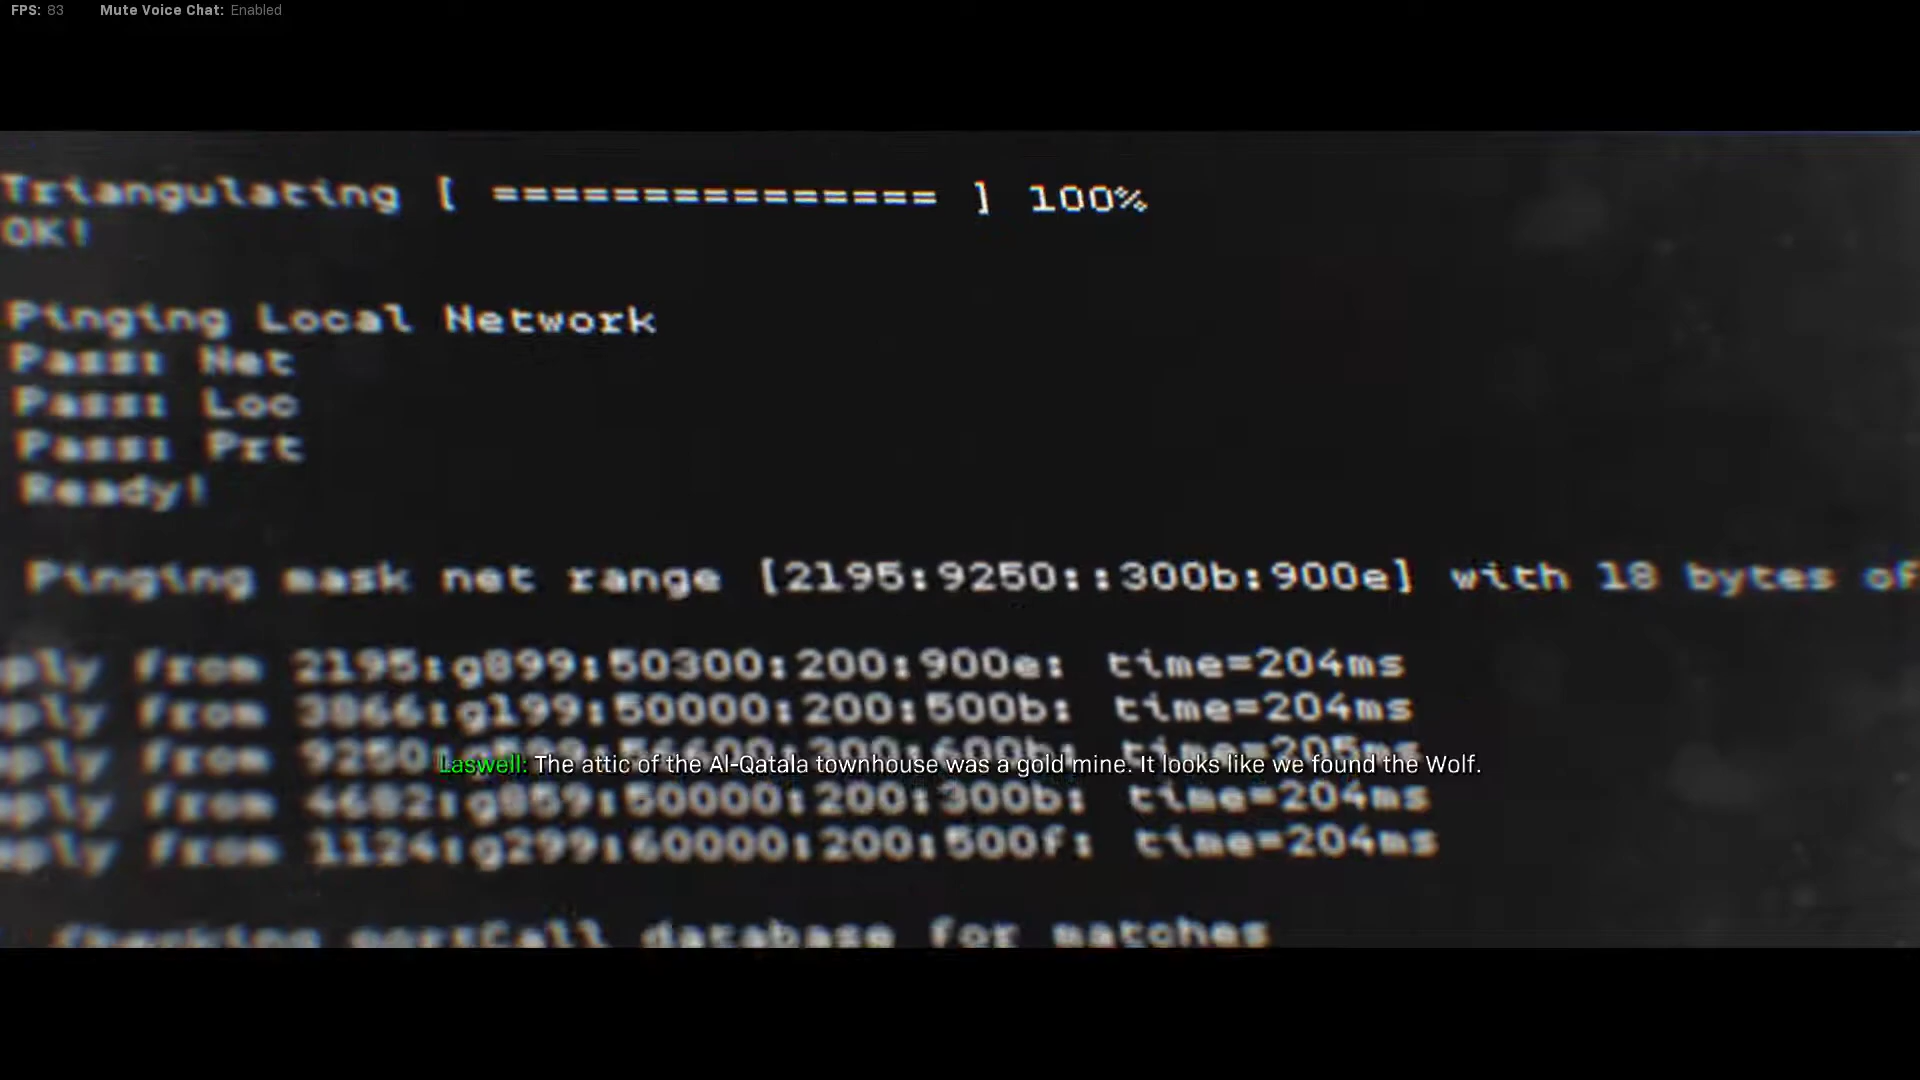 FPS: 83 Mute Voice Chat: Enabled
Triangulating [ =============== ] 100%
OK!
Pinging Local Network
Pass: Net
Pass: Loc
Pass: Prt
Ready!
Pinging mask net range [2195:9250::300b:900e] with 18 bytes of
ply from 2195:g899:50300:200:900e: time=204ms
ply from 3866:g199:50000:200:500b: time=204ms
ply from time=205ms
Laswell: The attic of the Al-Qatala townhouse was a gold mine. It looks like we found the Wolf.
ply from 4682:g859:50000:200:300b: time=204ms
ply from 1124:g299:60000:200:500f: time=204ms
database for matches